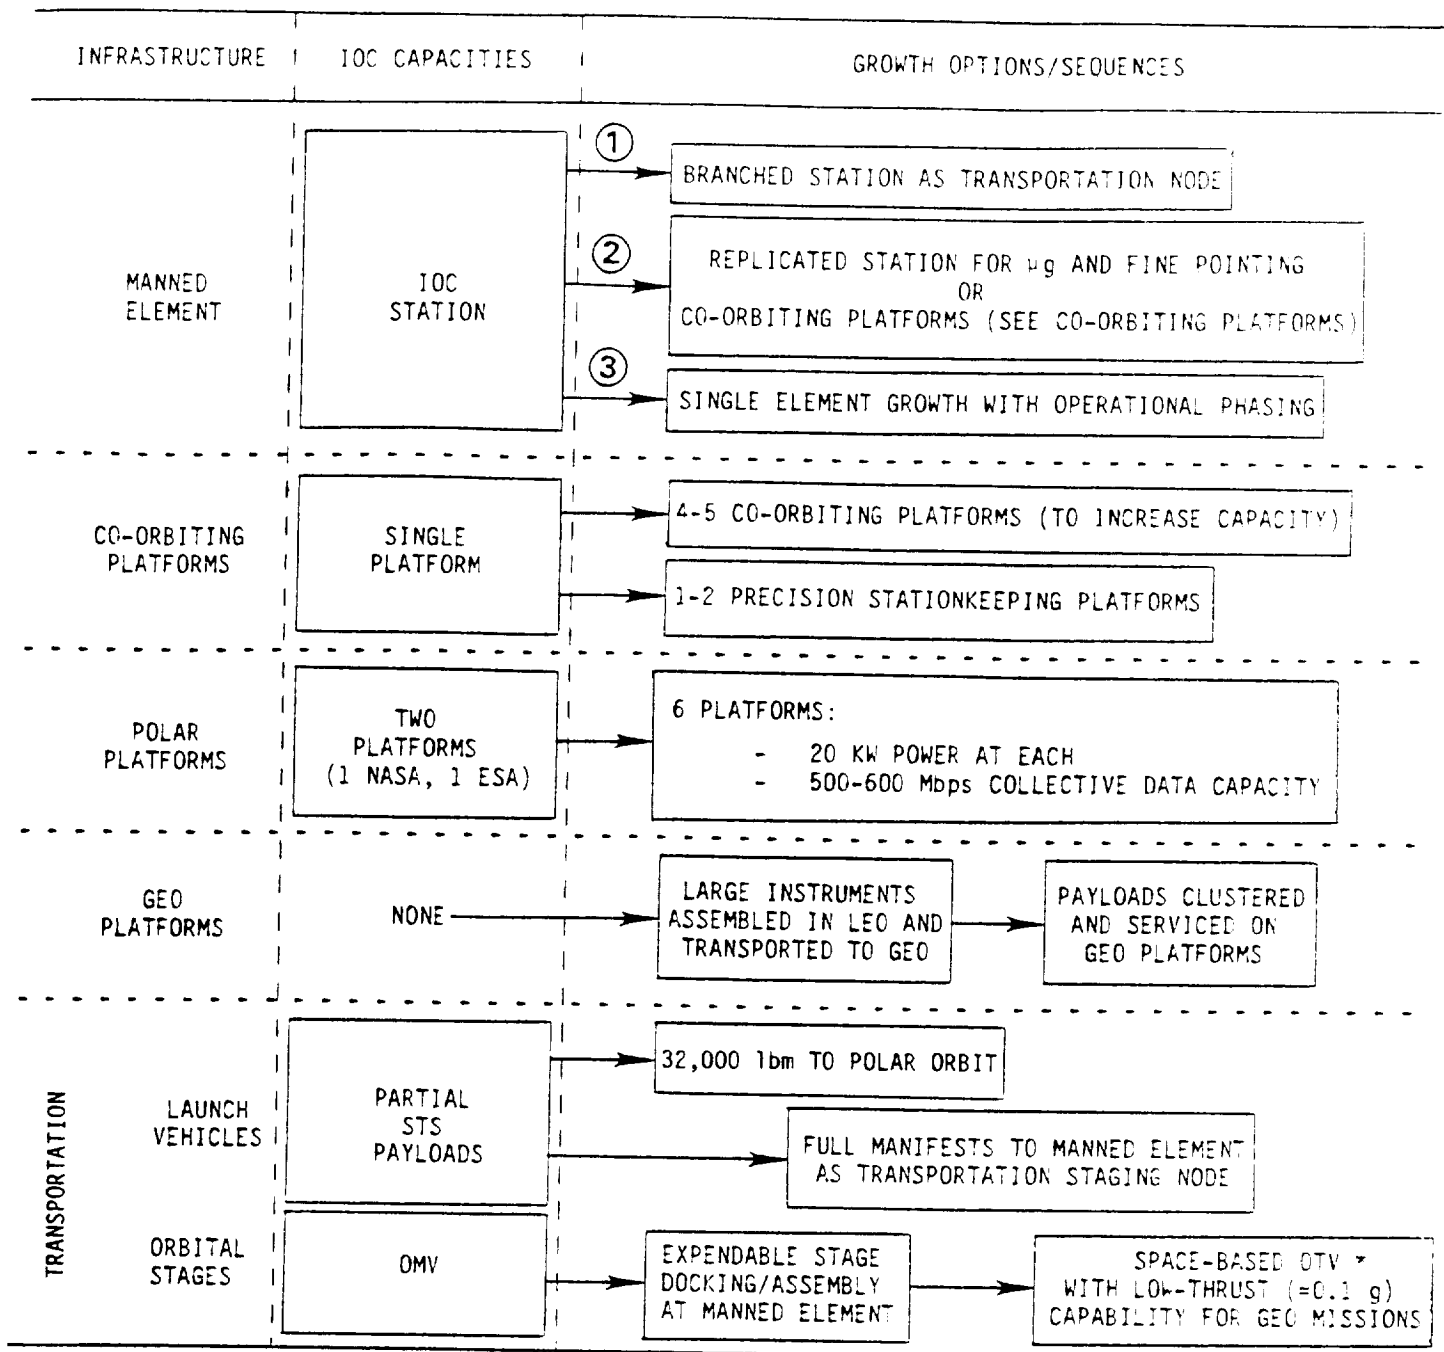 INFRASTRUCTURE
IOC CAPACITIES
GROWTH OPTIONS/SEQUENCES
MANNED
ELEMENT
IOC
STATION
①
BRANCHED STATION AS TRANSPORTATION NODE
②
REPLICATED STATION FOR µg AND FINE POINTING
OR
CO-ORBITING PLATFORMS (SEE CO-ORBITING PLATFORMS)
③
SINGLE ELEMENT GROWTH WITH OPERATIONAL PHASING
CO-ORBITING
PLATFORMS
SINGLE
PLATFORM
4-5 CO-ORBITING PLATFORMS (TO INCREASE CAPACITY)
1-2 PRECISION STATIONKEEPING PLATFORMS
POLAR
PLATFORMS
TWO
PLATFORMS
(1 NASA, 1 ESA)
6 PLATFORMS:
- 20 KW POWER AT EACH
- 500-600 Mbps COLLECTIVE DATA CAPACITY
GEO
PLATFORMS
NONE
LARGE INSTRUMENTS
ASSEMBLED IN LEO AND
TRANSPORTED TO GEO
PAYLOADS CLUSTERED
AND SERVICED ON
GEO PLATFORMS
TRANSPORTATION
LAUNCH
VEHICLES
PARTIAL
STS
PAYLOADS
32,000 lbm TO POLAR ORBIT
FULL MANIFESTS TO MANNED ELEMENT
AS TRANSPORTATION STAGING NODE
ORBITAL
STAGES
OMV
EXPENDABLE STAGE
DOCKING/ASSEMBLY
AT MANNED ELEMENT
SPACE-BASED OTV *
WITH LOW-THRUST (≈0.1 g)
CAPABILITY FOR GEO MISSIONS